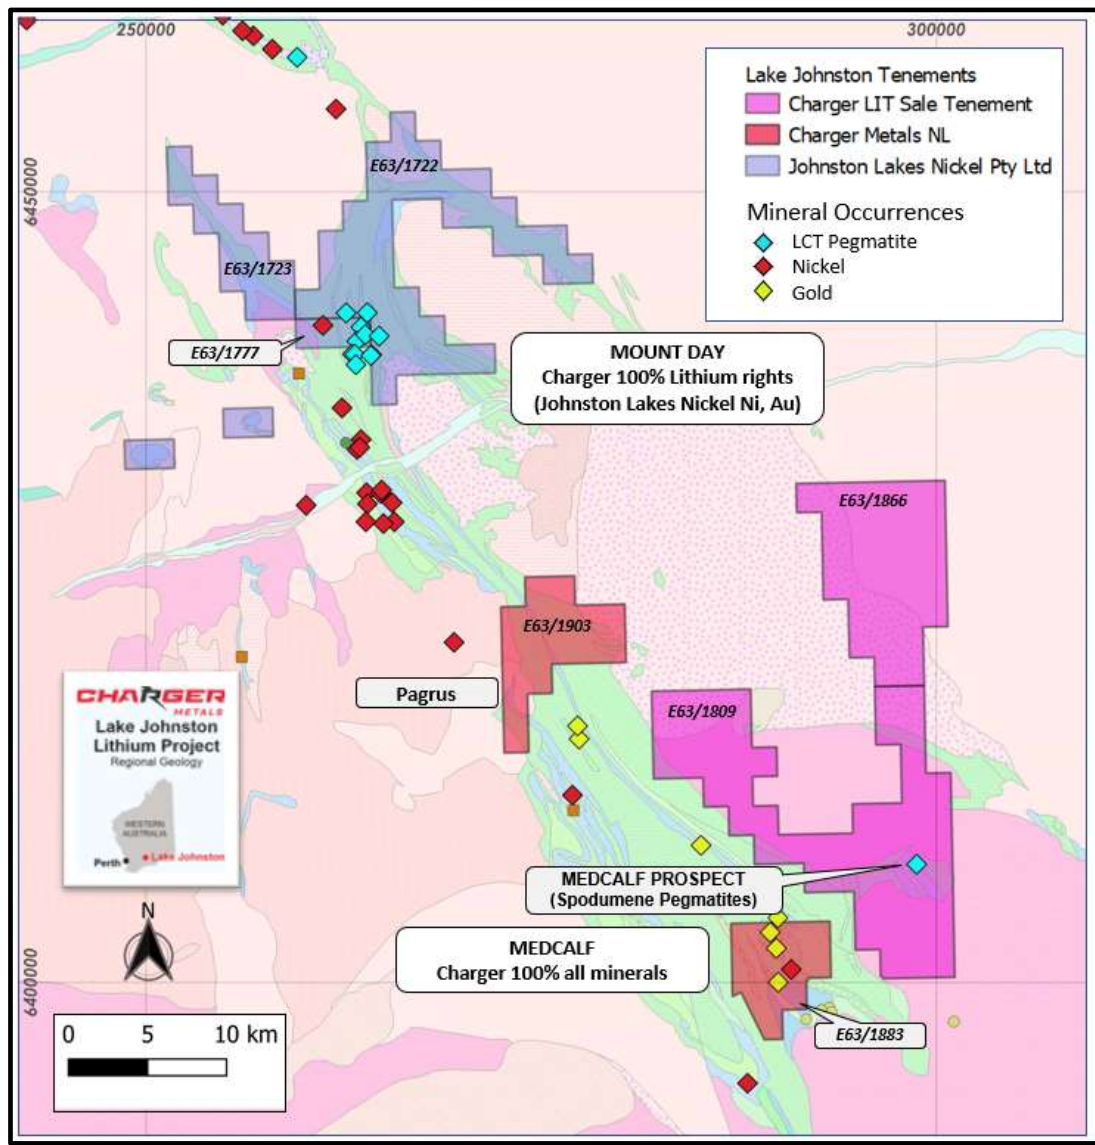 250000
300000
6450000
6400000
Lake Johnston Tenements
Charger LIT Sale Tenement
Charger Metals NL
Johnston Lakes Nickel Pty Ltd
Mineral Occurrences
LCT Pegmatite
Nickel
Gold
E63/1722
E63/1723
E63/1777
MOUNT DAY
Charger 100% Lithium rights
(Johnston Lakes Nickel Ni, Au)
E63/1866
E63/1903
Pagrus
E63/1809
CHARGER
METALS
Lake Johnston
Lithium Project
Regional Geology
WESTERN
AUSTRALIA
Perth
Lake Johnston
MEDCALF PROSPECT
(Spodumene Pegmatites)
MEDCALF
Charger 100% all minerals
E63/1883
N
0 5 10 km